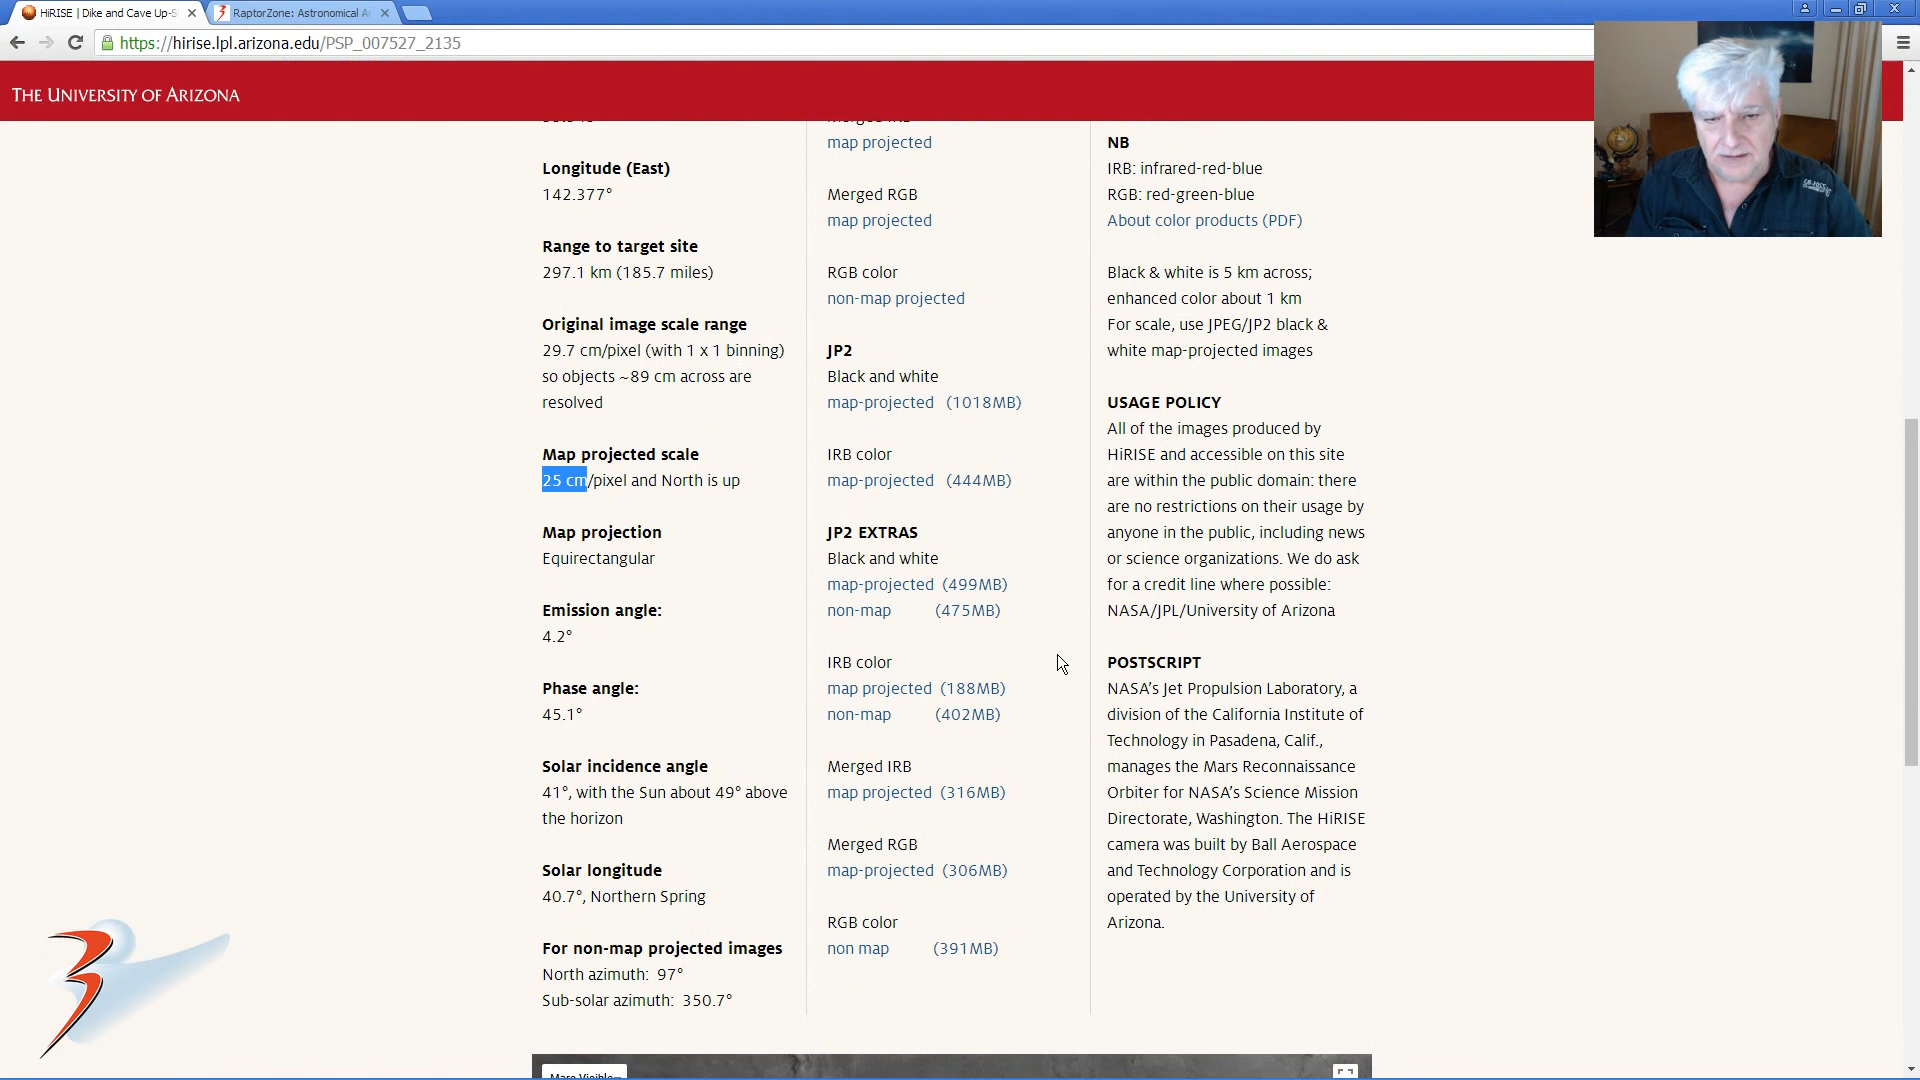 HiRISE | Dike and Cave Up-S
RaptorZone: Astronomical A
https://hirise.lpl.arizona.edu/PSP_007527_2135
THE UNIVERSITY OF ARIZONA
Longitude (East)
142.377°
Range to target site
297.1 km (185.7 miles)
Original image scale range
29.7 cm/pixel (with 1 x 1 binning)
so objects ~89 cm across are
resolved
Map projected scale
25 cm/pixel and North is up
Map projection
Equirectangular
Emission angle:
4.2°
Phase angle:
45.1°
Solar incidence angle
41°, with the Sun about 49° above
the horizon
Solar longitude
40.7°, Northern Spring
For non-map projected images
North azimuth: 97°
Sub-solar azimuth: 350.7°
Merged IRB
map projected
Merged RGB
map projected
RGB color
non-map projected
JP2
Black and white
map-projected (1018MB)
IRB color
map-projected (444MB)
JP2 EXTRAS
Black and white
map-projected (499MB)
non-map (475MB)
IRB color
map projected (188MB)
non-map (402MB)
Merged IRB
map projected (316MB)
Merged RGB
map-projected (306MB)
RGB color
non map (391MB)
NB
IRB: infrared-red-blue
RGB: red-green-blue
About color products (PDF)
Black & white is 5 km across;
enhanced color about 1 km
For scale, use JPEG/JP2 black &
white map-projected images
USAGE POLICY
All of the images produced by
HiRISE and accessible on this site
are within the public domain: there
are no restrictions on their usage by
anyone in the public, including news
or science organizations. We do ask
for a credit line where possible:
NASA/JPL/University of Arizona
POSTSCRIPT
NASA's Jet Propulsion Laboratory, a
division of the California Institute of
Technology in Pasadena, Calif.,
manages the Mars Reconnaissance
Orbiter for NASA's Science Mission
Directorate, Washington. The HiRISE
camera was built by Ball Aerospace
and Technology Corporation and is
operated by the University of
Arizona.